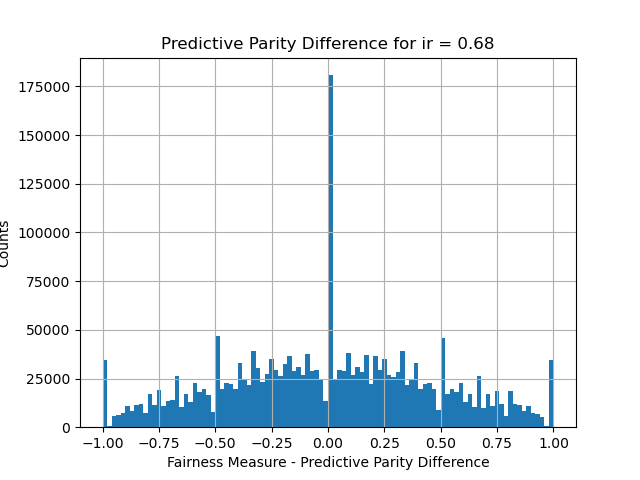 Predictive Parity Difference for ir = 0.68
175000
150000
125000
100000
75000
50000
25000
0
Counts
−1.00 −0.75 −0.50 −0.25 0.00 0.25 0.50 0.75 1.00
Fairness Measure - Predictive Parity Difference